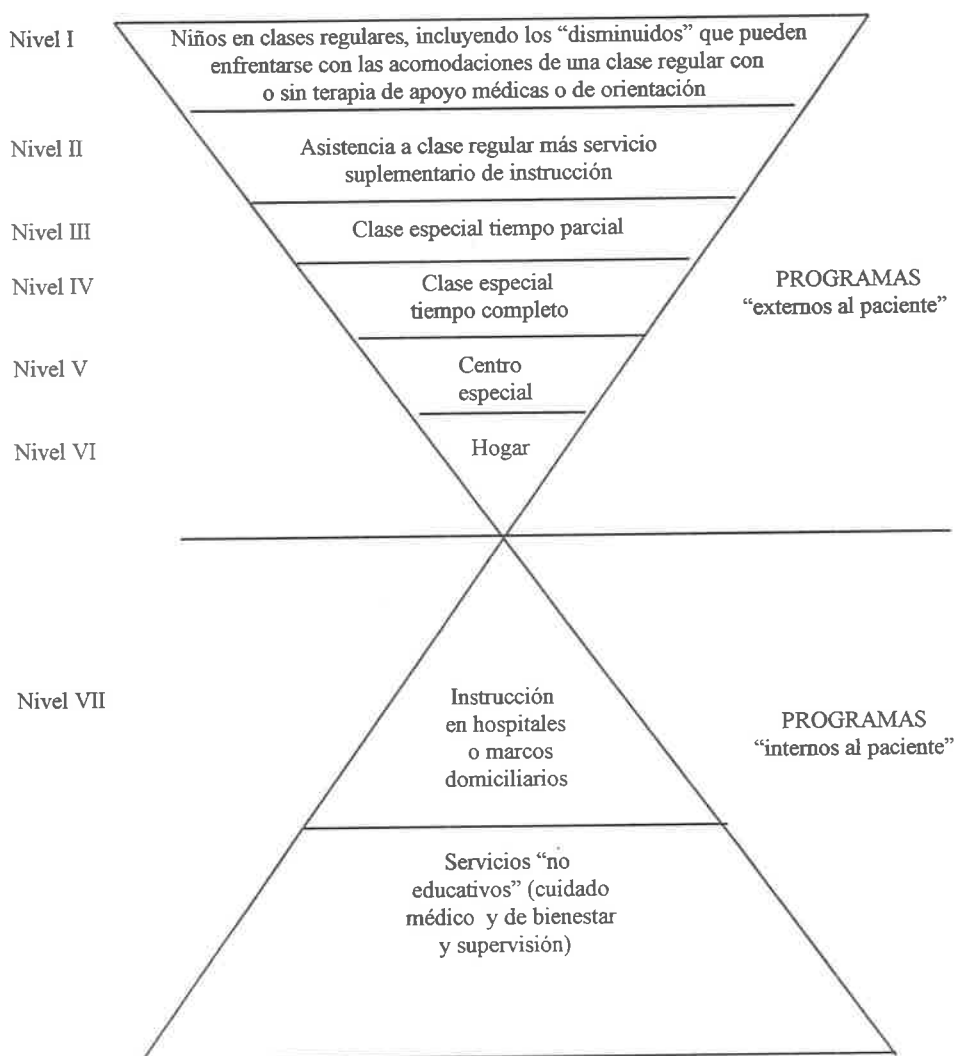 Nivel I
Niños en clases regulares, incluyendo los “disminuidos” que pueden
enfrentarse con las acomodaciones de una clase regular con
o sin terapia de apoyo médicas o de orientación
Nivel II
Asistencia a clase regular más servicio
suplementario de instrucción
Nivel III
Clase especial tiempo parcial
Nivel IV
Clase especial
tiempo completo
PROGRAMAS
“externos al paciente”
Nivel V
Centro
especial
Nivel VI
Hogar
Nivel VII
Instrucción
en hospitales
o marcos
domiciliarios
PROGRAMAS
“internos al paciente”
Servicios “no
educativos” (cuidado
médico y de bienestar
y supervisión)